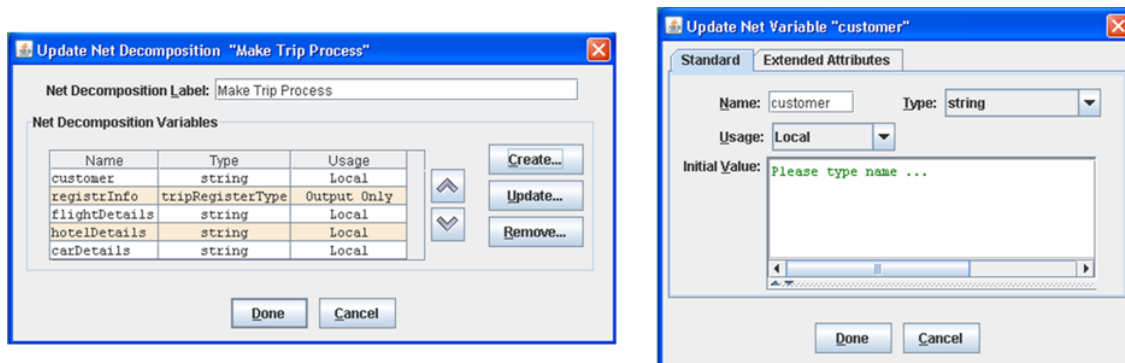 Update Net Decomposition "Make Trip Process"
Net Decomposition Label: Make Trip Process
Net Decomposition Variables
Name Type Usage
customer string Local
registrInfo tripRegisterType Output Only
flightDetails string Local
hotelDetails string Local
carDetails string Local
Create...
Update...
Remove...
Done Cancel
Update Net Variable "customer"
Standard Extended Attributes
Name: customer Type: string
Usage: Local
Initial Value: Please type name ...
Done Cancel